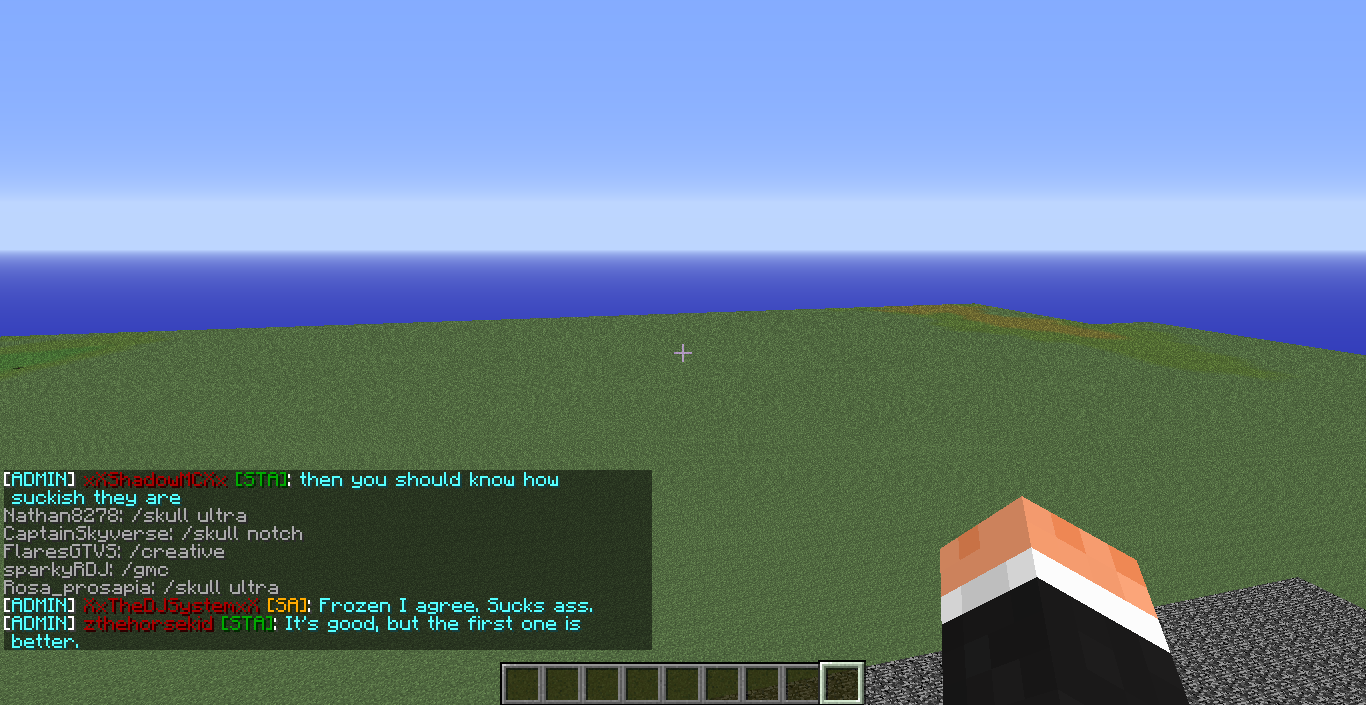 [ADMIN] xXShadowMCXx [STA]: then you should know how
suckish they are
Nathan8278: /skull ultra
CaptainSkyverse: /skull notch
FlaresGTVS: /creative
sparkyRDJ: /gmc
Rosa_prosapia: /skull ultra
[ADMIN] XxTheDJSystemxX [SA]: Frozen I agree. Sucks ass.
[ADMIN] zthehorsekid [STA]: It's good, but the first one is
better.